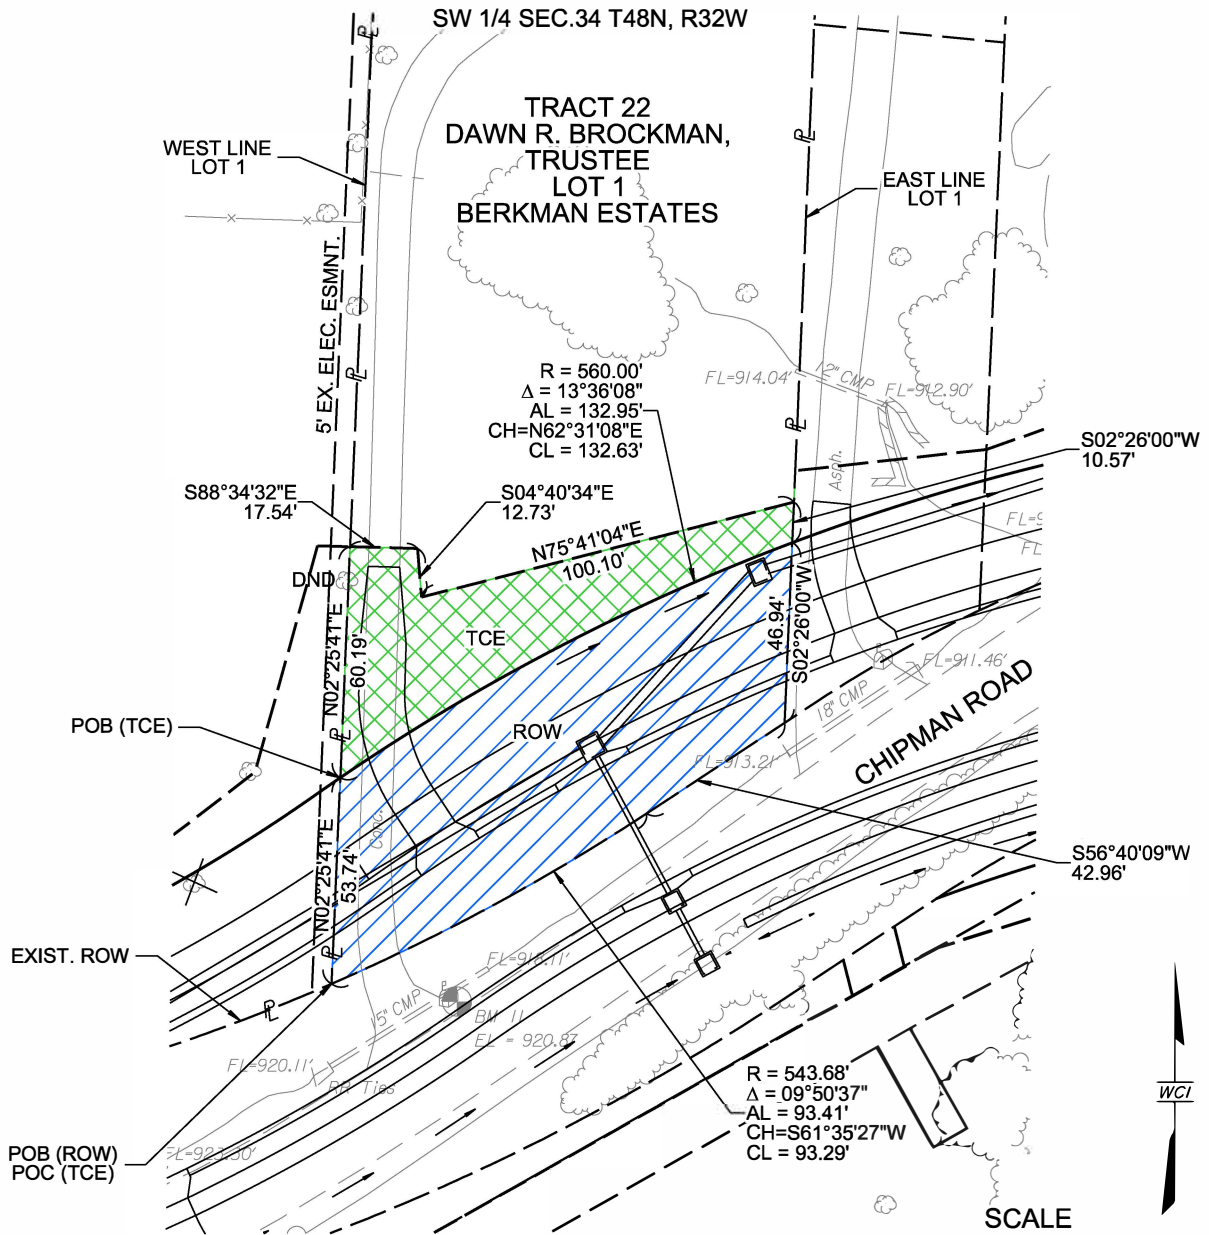 SW 1/4 SEC.34 T48N, R32W
TRACT 22
DAWN R. BROCKMAN,
TRUSTEE
LOT 1
BERKMAN ESTATES
WEST LINE
LOT 1
EAST LINE
LOT 1
5' EX. ELEC. ESMNT.
R = 560.00'
Δ = 13°36'08"
AL = 132.95'
CH=N62°31'08"E
CL = 132.63'
FL=914.04'
12" CMP
FL=912.90'
S02°26'00"W
10.57'
Asph.
S88°34'32"E
17.54'
S04°40'34"E
12.73'
N75°41'04"E
100.10'
DND
TCE
N02°25'41"E
60.19'
46.94'
S02°26'00"W
FL=911.46'
18" CMP
CHIPMAN ROAD
POB (TCE)
ROW
FL=913.21'
N02°25'41"E
53.74'
Conc.
S56°40'09"W
42.96'
EXIST. ROW
FL=918.11'
15" CMP
BM 11
EL = 920.87
FL=920.11'
RR Ties
R = 543.68'
Δ = 09°50'37"
AL = 93.41'
CH=S61°35'27"W
CL = 93.29'
WCI
POB (ROW)
POC (TCE)
FL=923.30'
SCALE